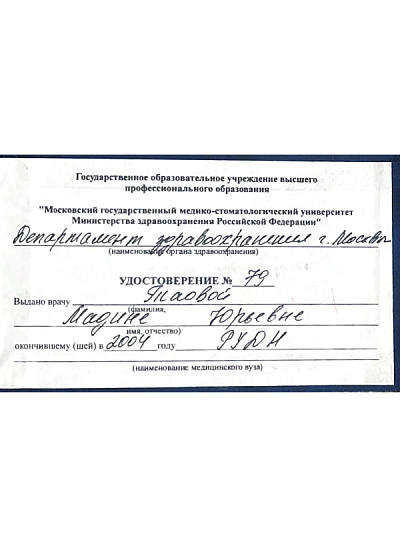 Государственное образовательное учреждение высшего
профессионального образования
"Московский государственный медико-стоматологический университет
Министерства здравоохранения Российской Федерации"
Департамент здравоохранения г. Москвы
(наименование органа здравоохранения)
УДОСТОВЕРЕНИЕ № 79
Выдано врачу Таовой
(фамилия,
Мадине Юрьевне
имя, отчество)
окончившему (шей) в 2004 году РУДН
(наименование медицинского вуза)